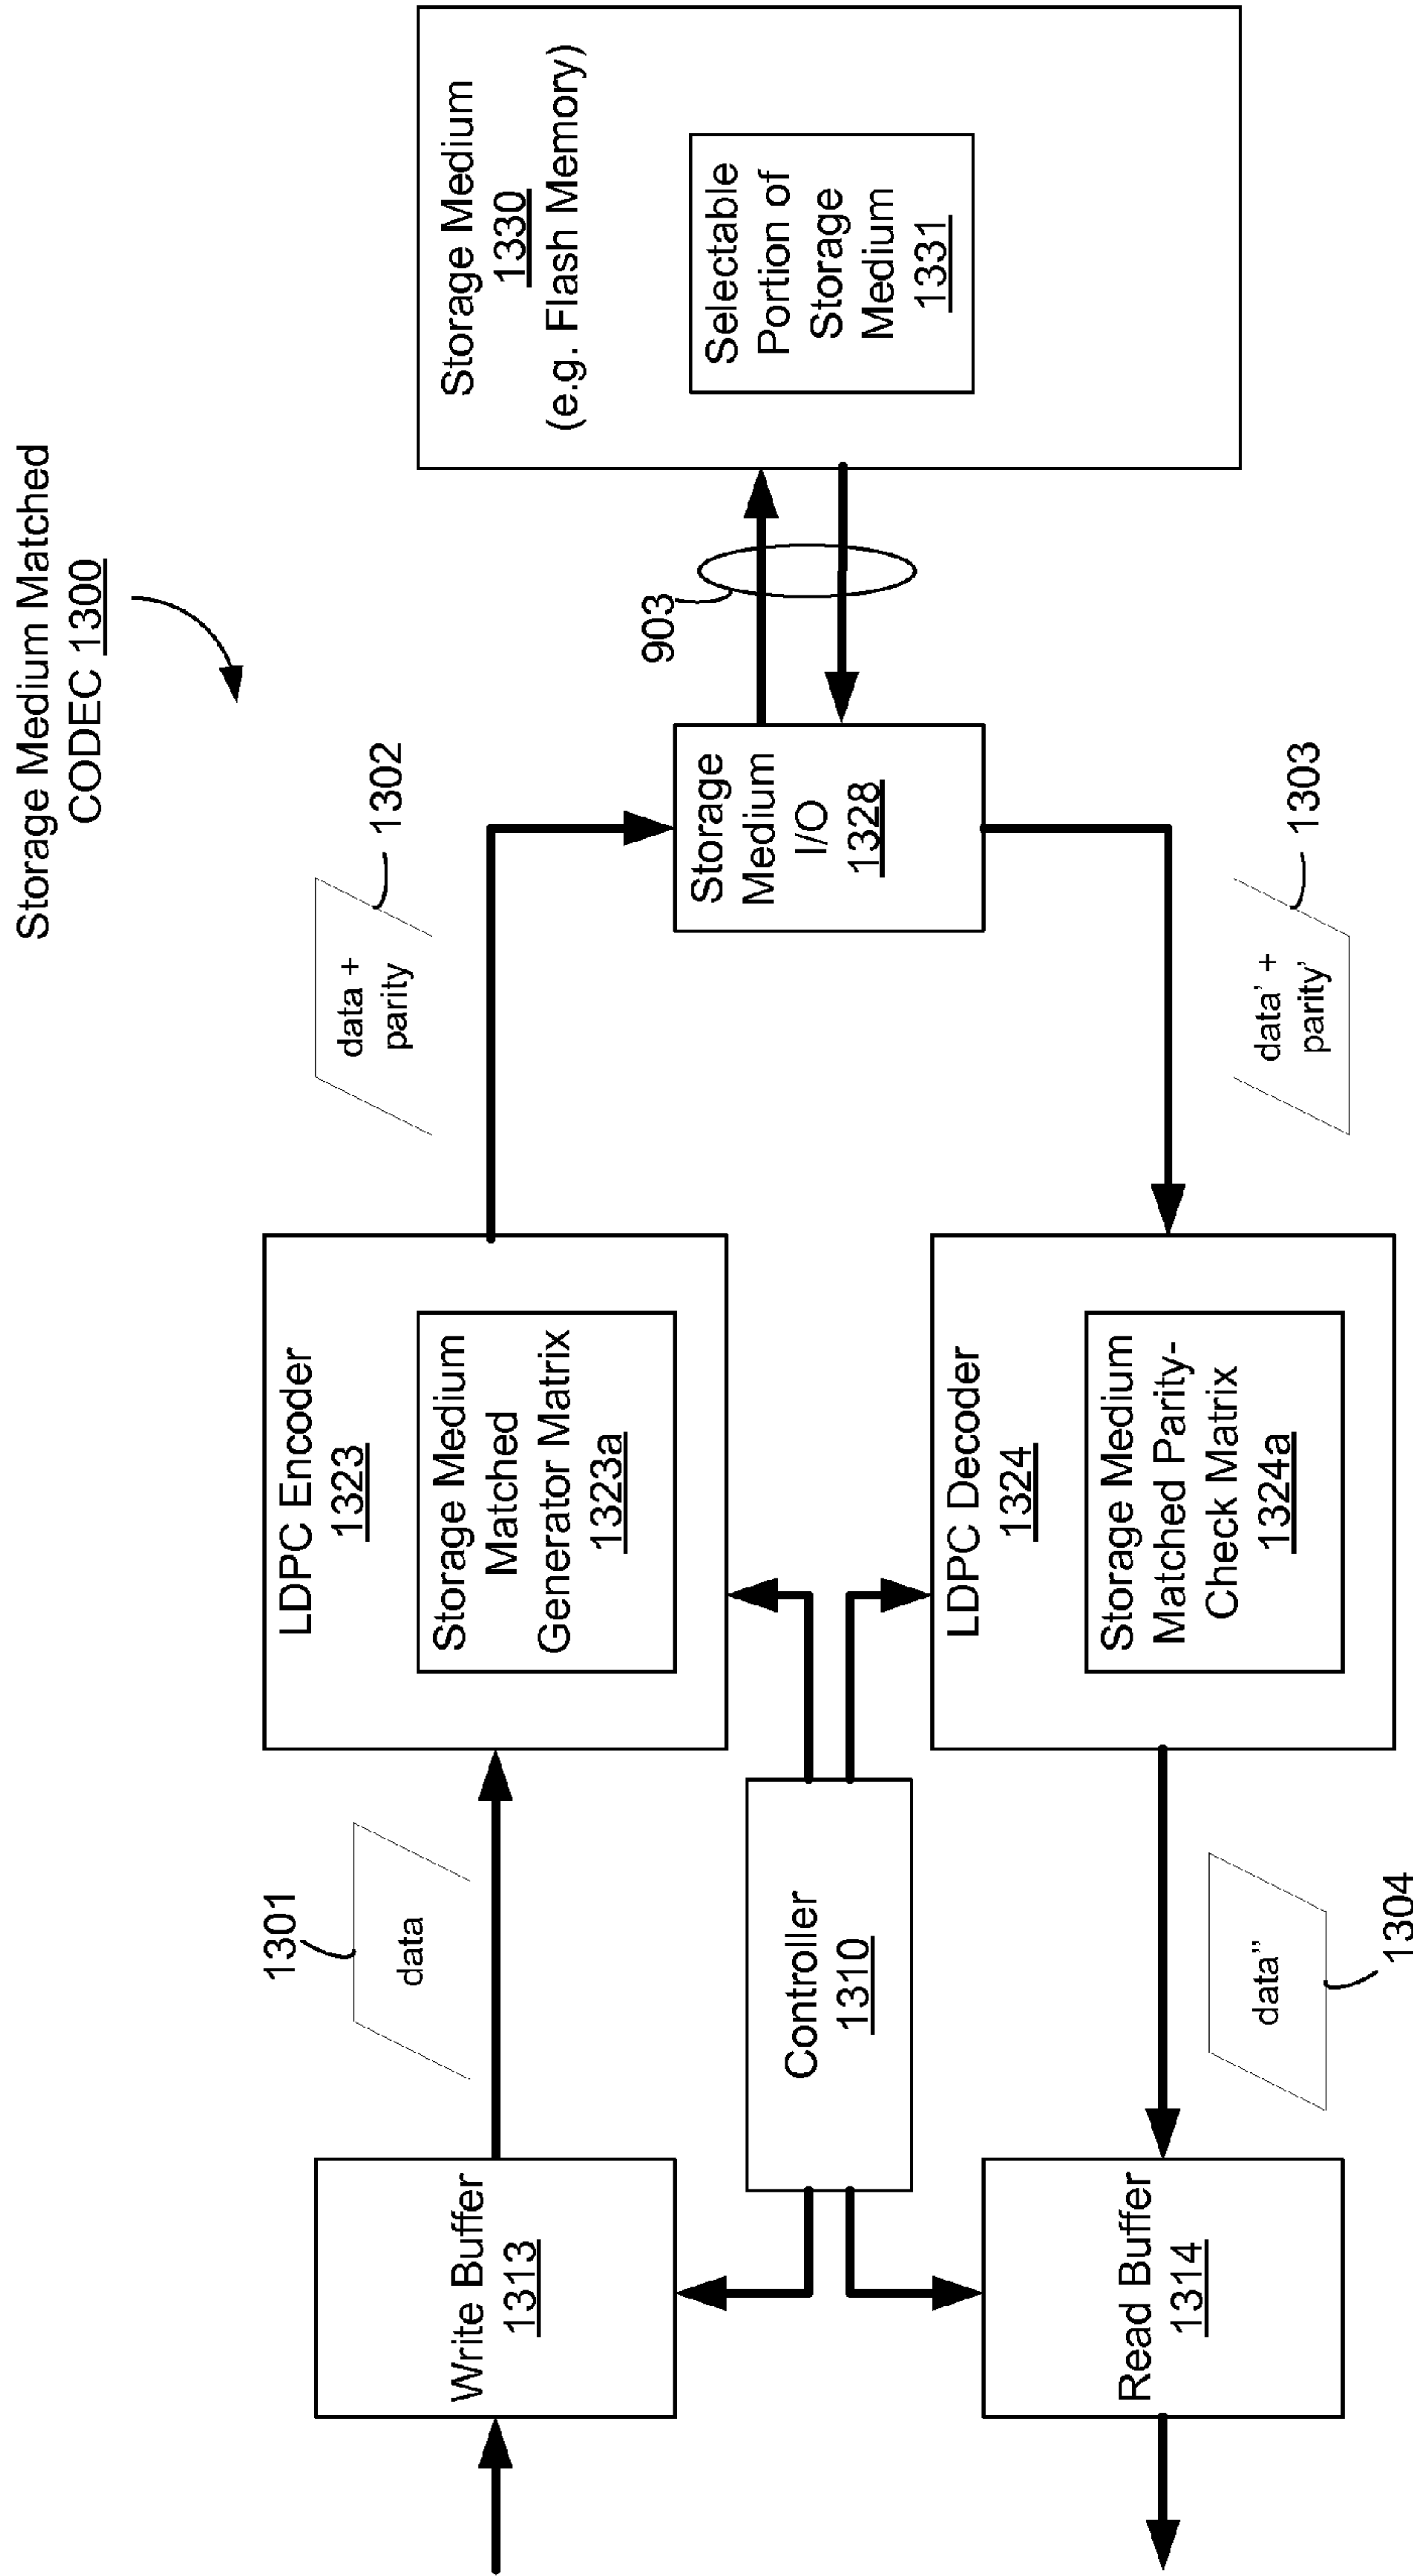 Storage Medium Matched
CODEC 1300
1301
data
1302
data +
parity
Write Buffer
1313
LDPC Encoder
1323
Storage Medium
Matched
Generator Matrix
1323a
Controller
1310
Storage
Medium
I/O
1328
903
Storage Medium
1330
(e.g. Flash Memory)
Selectable
Portion of
Storage
Medium
1331
Read Buffer
1314
LDPC Decoder
1324
Storage Medium
Matched Parity-
Check Matrix
1324a
data”
1304
data’ +
parity’
1303